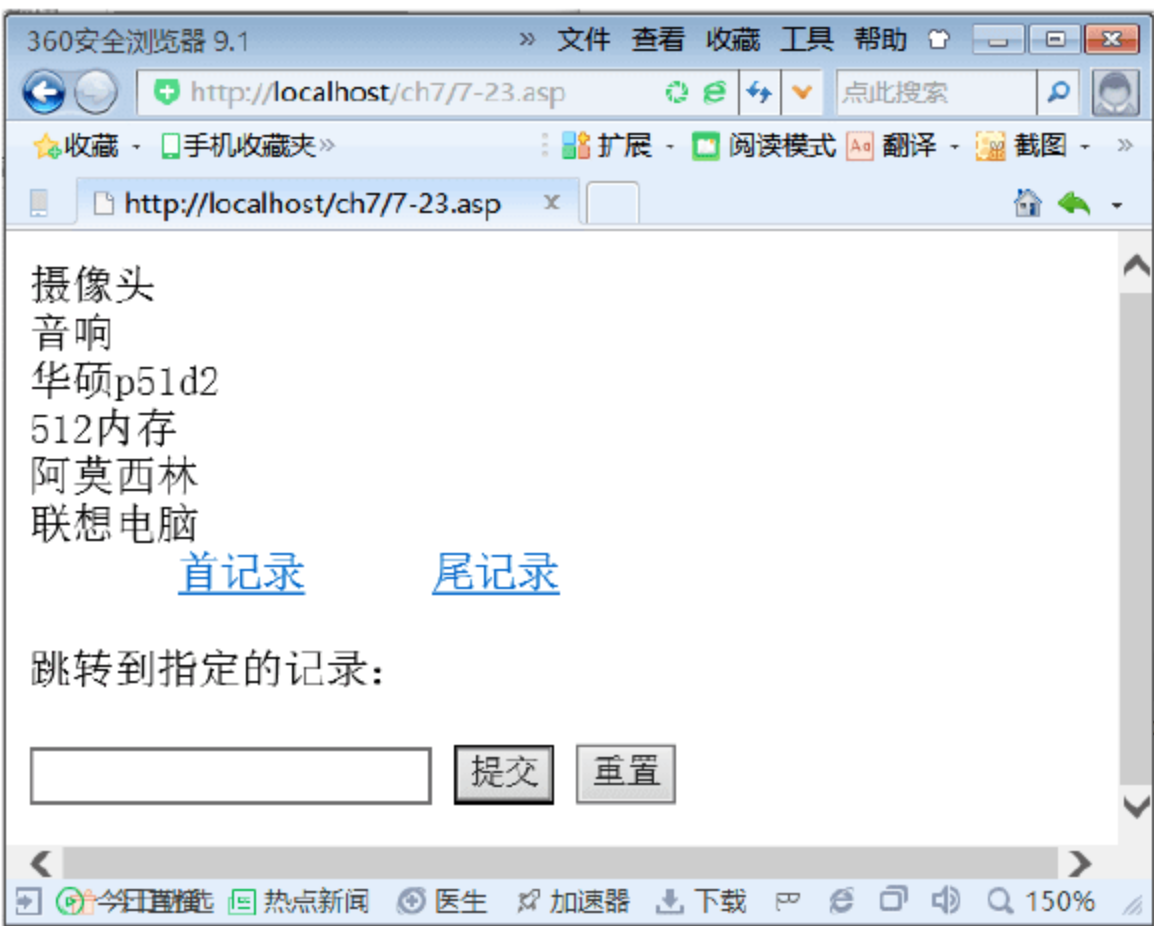 360安全浏览器 9.1 » 文件 查看 收藏 工具 帮助
http://localhost/ch7/7-23.asp 点此搜索
收藏 手机收藏夹» 扩展 阅读模式 Aa 翻译 截图 »
http://localhost/ch7/7-23.asp x
摄像头
音响
华硕p51d2
512内存
阿莫西林
联想电脑
首记录 尾记录
跳转到指定的记录：
提交 重置
热点新闻 医生 加速器 下载 150%